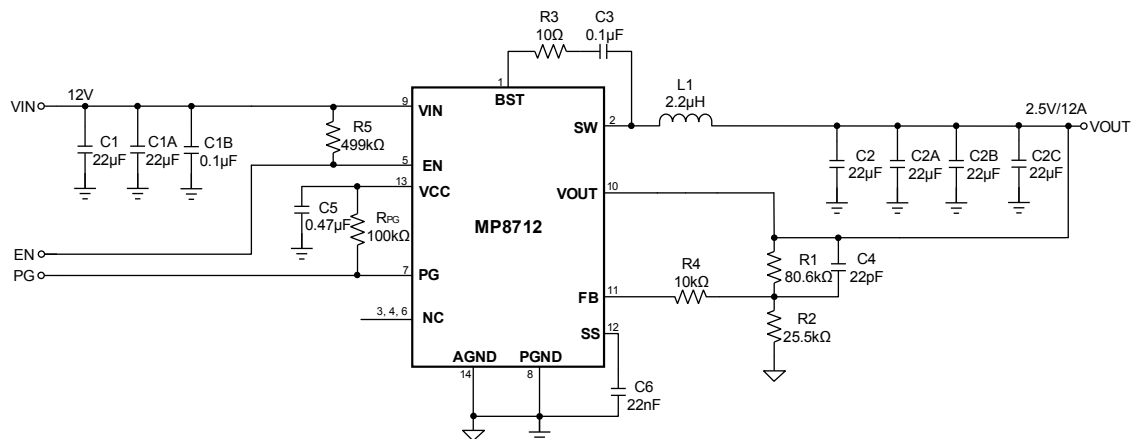 R3
10Ω
C3
0.1µF
1
BST
L1
2.2µH
VIN
12V
9
VIN
SW
2
2.5V/12A
VOUT
C1
22µF
C1A
22µF
C1B
0.1µF
R5
499kΩ
5
EN
13
VCC
C2
22µF
C2A
22µF
C2B
22µF
C2C
22µF
VOUT
10
C5
0.47µF
RPG
100kΩ
MP8712
EN
PG
7
PG
R1
80.6kΩ
C4
22pF
R4
10kΩ
FB
11
3, 4, 6
NC
SS
12
R2
25.5kΩ
AGND
14
PGND
8
C6
22nF